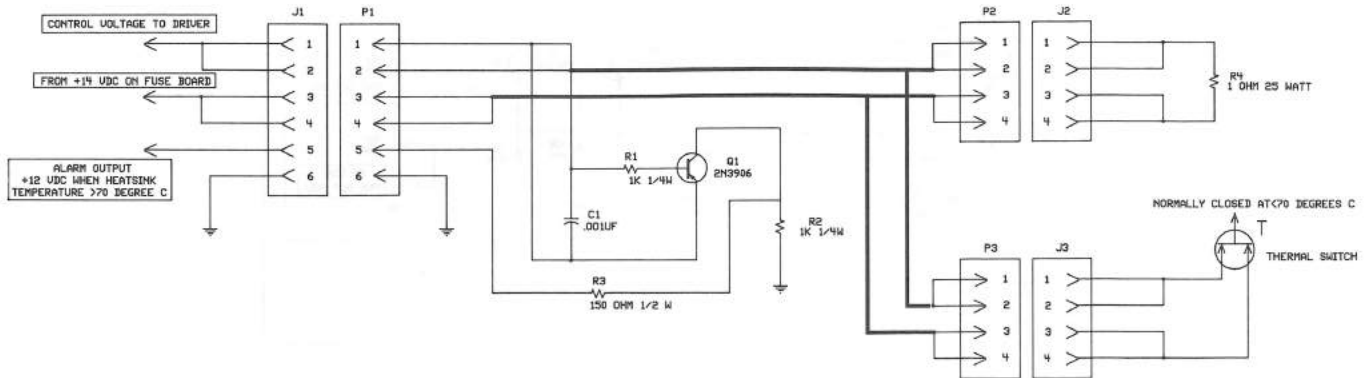 CONTROL VOLTAGE TO DRIVER
FROM +14 VDC ON FUSE BOARD
ALARM OUTPUT
+12 VDC WHEN HEATSINK
TEMPERATURE >70 DEGREE C
J1
1
2
3
4
5
6
P1
1
2
3
4
5
6
R1
1K 1/4W
Q1
2N3906
C1
.001UF
R2
1K 1/4W
R3
150 OHM 1/2 W
P2
1
2
3
4
J2
1
2
3
4
R4
1 OHM 25 WATT
P3
1
2
3
4
J3
1
2
3
4
NORMALLY CLOSED AT<70 DEGREES C
T
THERMAL SWITCH